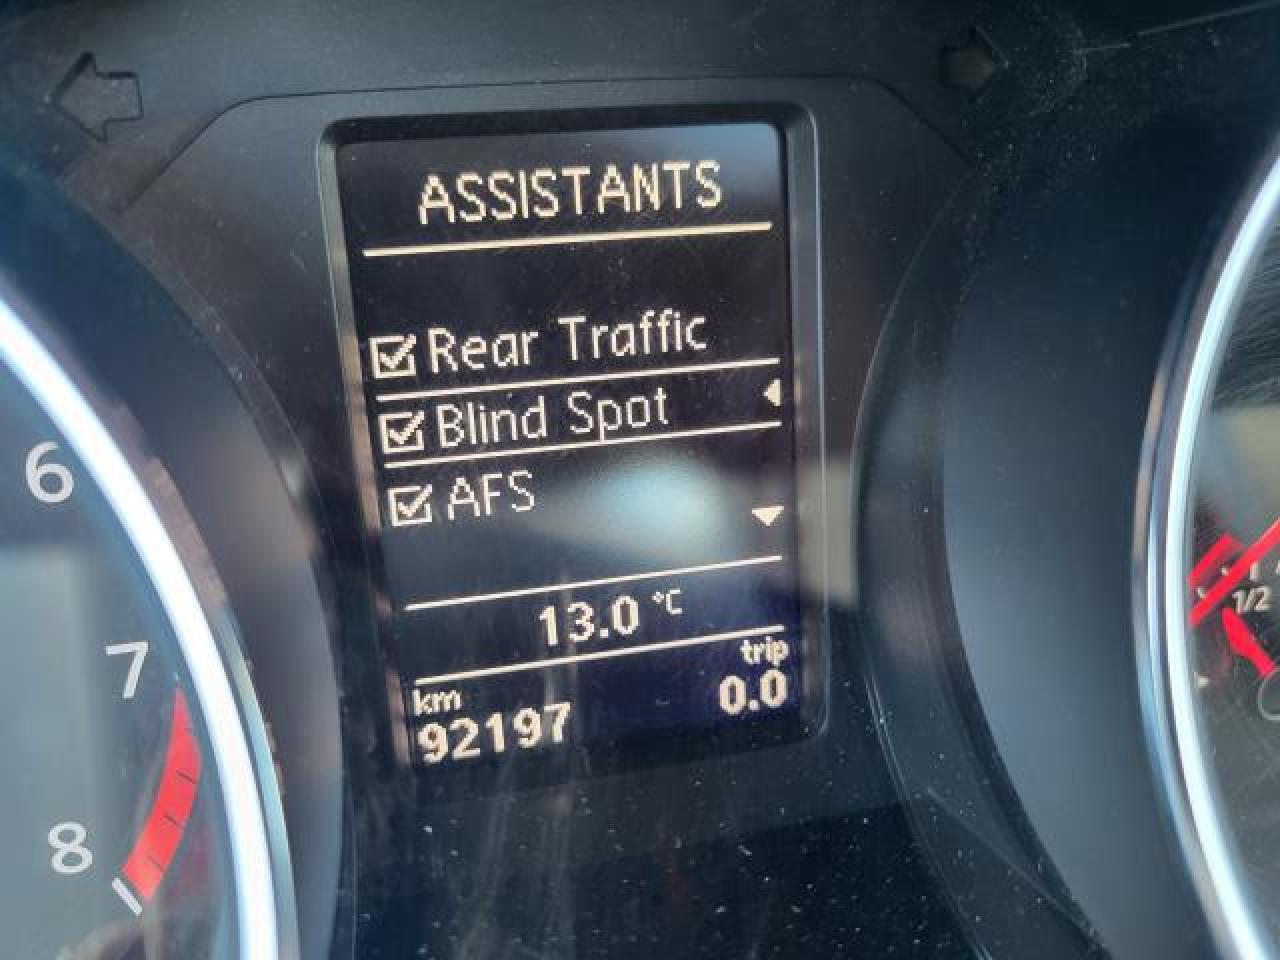 ASSISTANTS
Rear Traffic
Blind Spot
AFS
13.0 °C
km
trip
92197
0.0
6
7
8
1/2